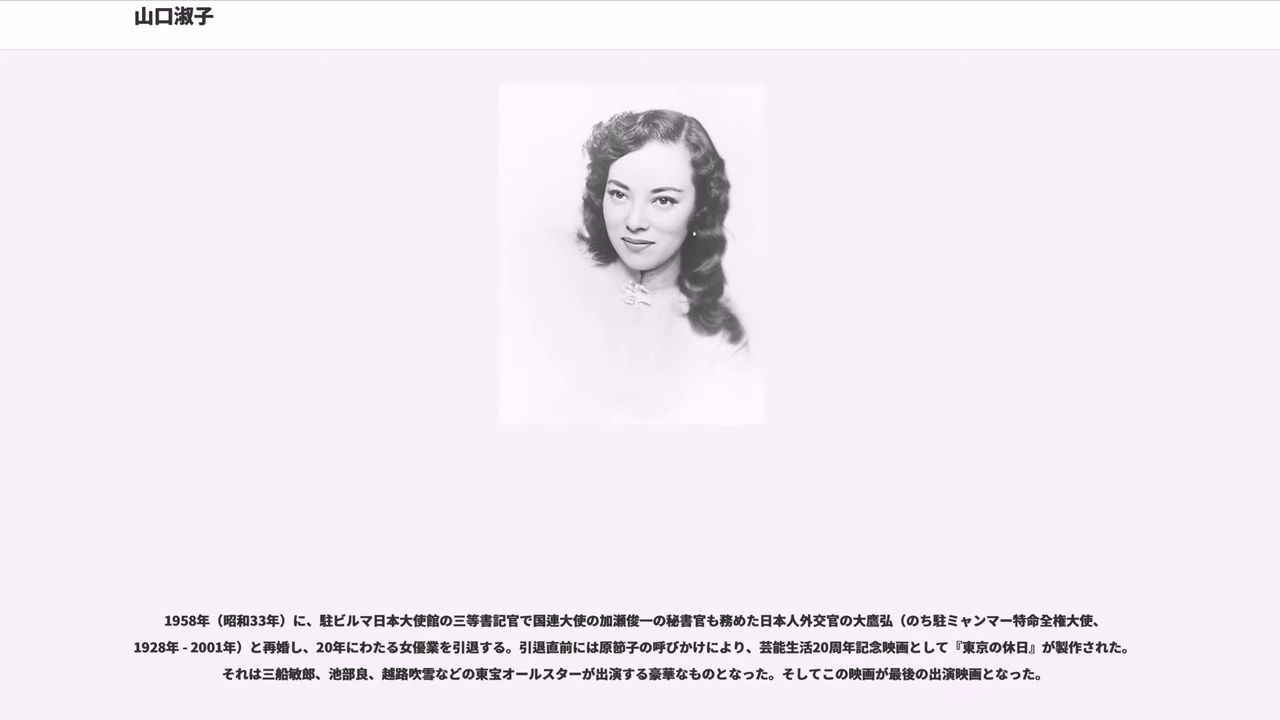 山口淑子
1958年（昭和33年）に、駐ビルマ日本大使館の三等書記官で国連大使の加瀬俊一の秘書官も務めた日本人外交官の大鷹弘（のち駐ミャンマー特命全権大使、
1928年 - 2001年）と再婚し、20年にわたる女優業を引退する。引退直前には原節子の呼びかけにより、芸能生活20周年記念映画として『東京の休日』が製作された。
それは三船敏郎、池部良、越路吹雪などの東宝オールスターが出演する豪華なものとなった。そしてこの映画が最後の出演映画となった。